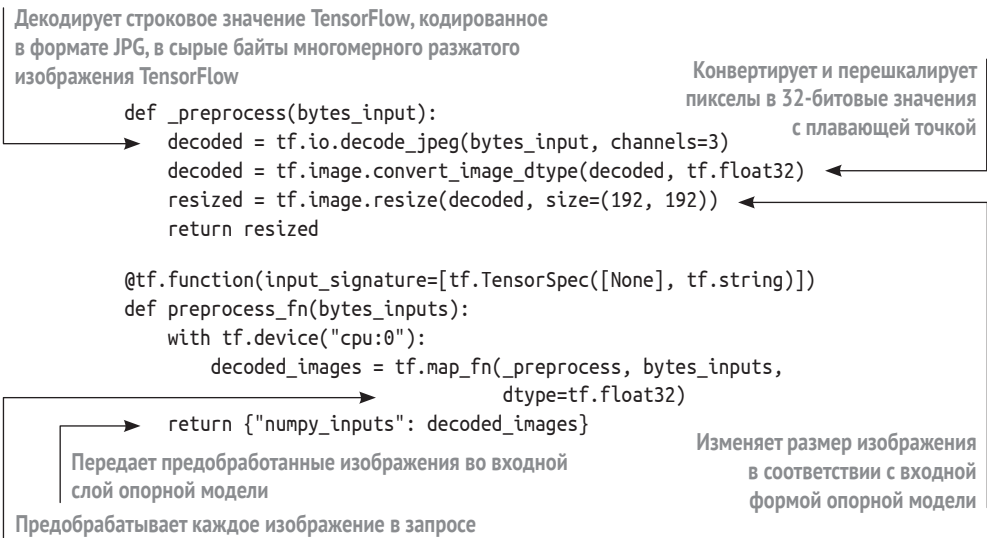 Декодирует строковое значение TensorFlow, кодированное
в формате JPG, в сырые байты многомерного разжатого
изображения TensorFlow
Конвертирует и перешкалирует
пикселы в 32-битовые значения
с плавающей точкой
def _preprocess(bytes_input):
    decoded = tf.io.decode_jpeg(bytes_input, channels=3)
    decoded = tf.image.convert_image_dtype(decoded, tf.float32)
    resized = tf.image.resize(decoded, size=(192, 192))
    return resized
@tf.function(input_signature=[tf.TensorSpec([None], tf.string)])
def preprocess_fn(bytes_inputs):
    with tf.device("cpu:0"):
        decoded_images = tf.map_fn(_preprocess, bytes_inputs,
                                   dtype=tf.float32)
    return {"numpy_inputs": decoded_images}
Изменяет размер изображения
в соответствии с входной
формой опорной модели
Передает предобработанные изображения во входной
слой опорной модели
Предобрабатывает каждое изображение в запросе